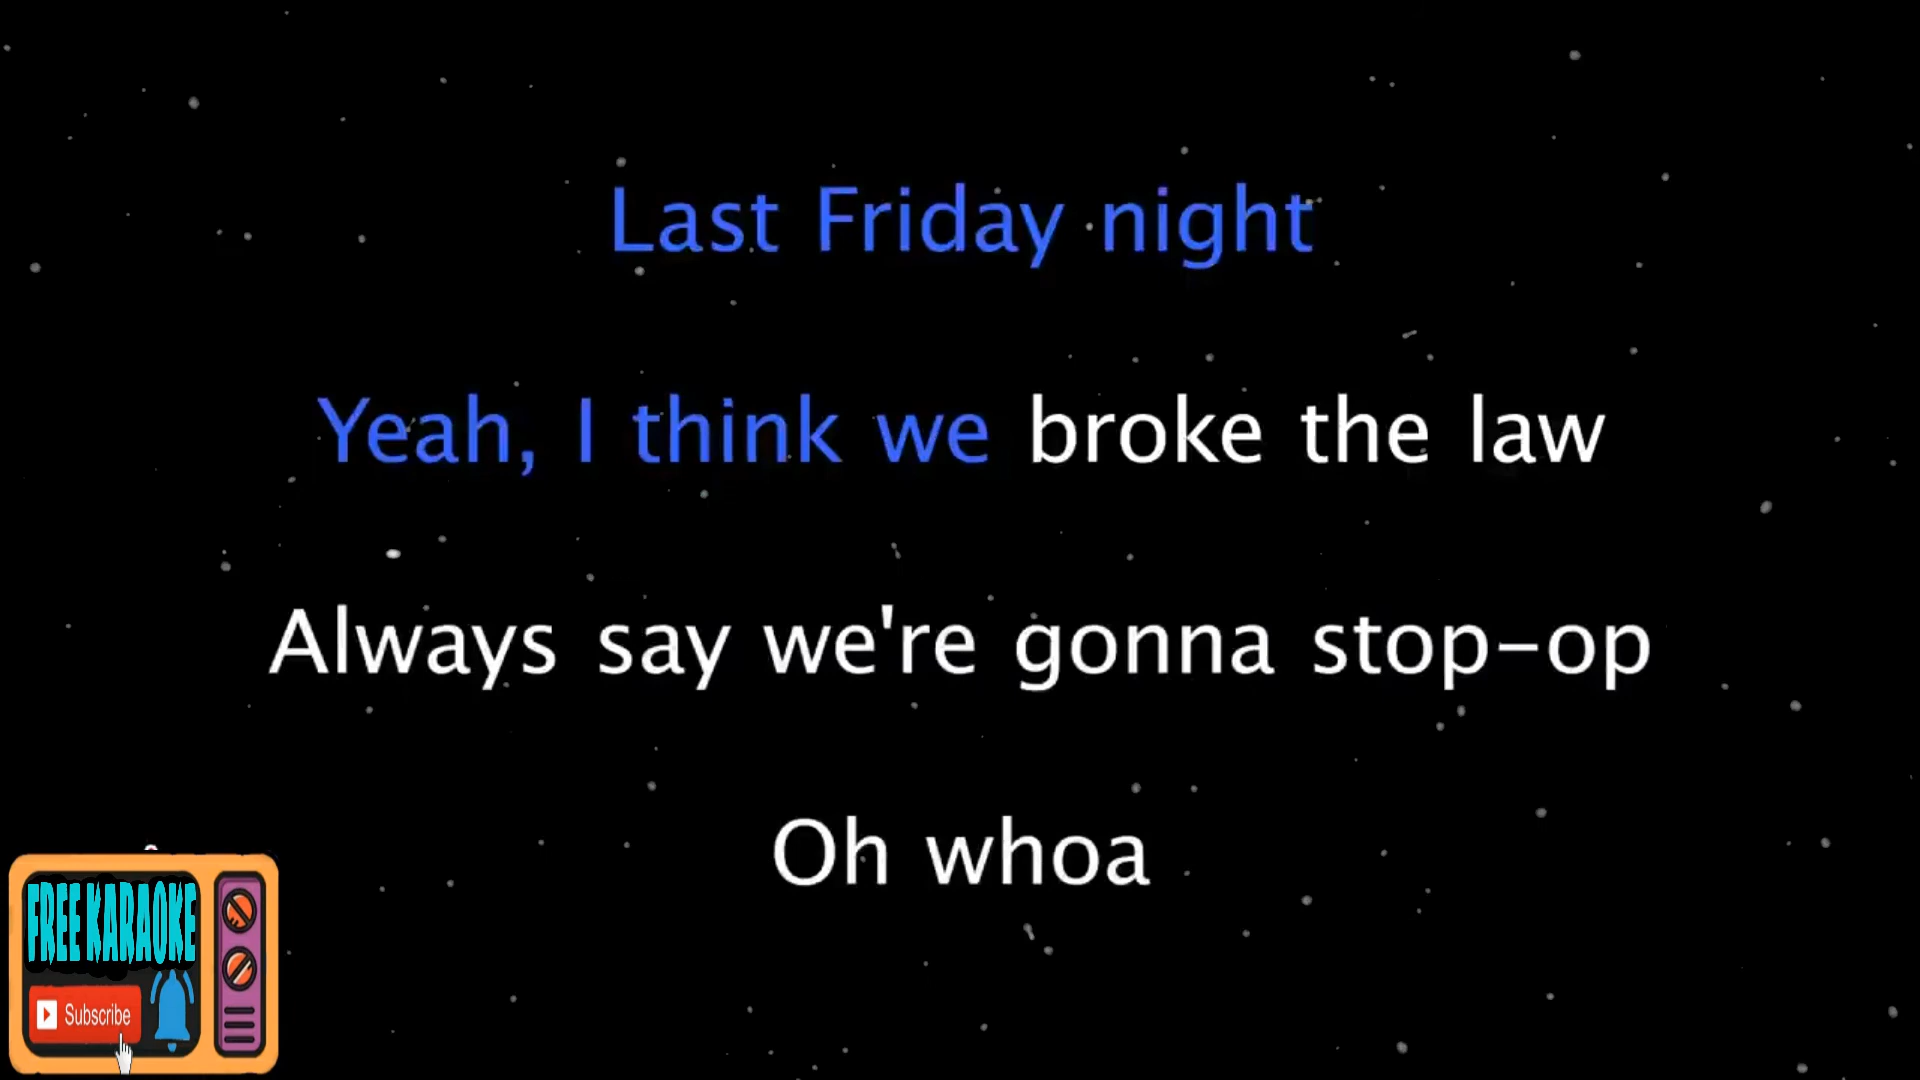 Last Friday night
Yeah, I think we broke the law
Always say we're gonna stop-op
Oh whoa
FREE KARAOKE
Subscribe